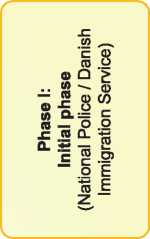 Phase I:
Initial phase
(National Police / Danish
Immigration Service)